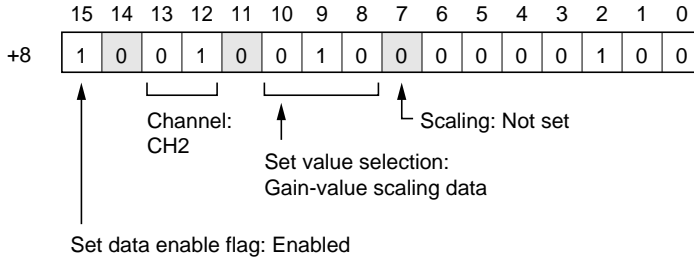 15 14 13 12 11 10 9 8 7 6 5 4 3 2 1 0
+8 1 0 0 1 0 0 1 0 0 0 0 0 0 1 0 0
Channel:
CH2
Scaling: Not set
Set value selection:
Gain-value scaling data
Set data enable flag: Enabled